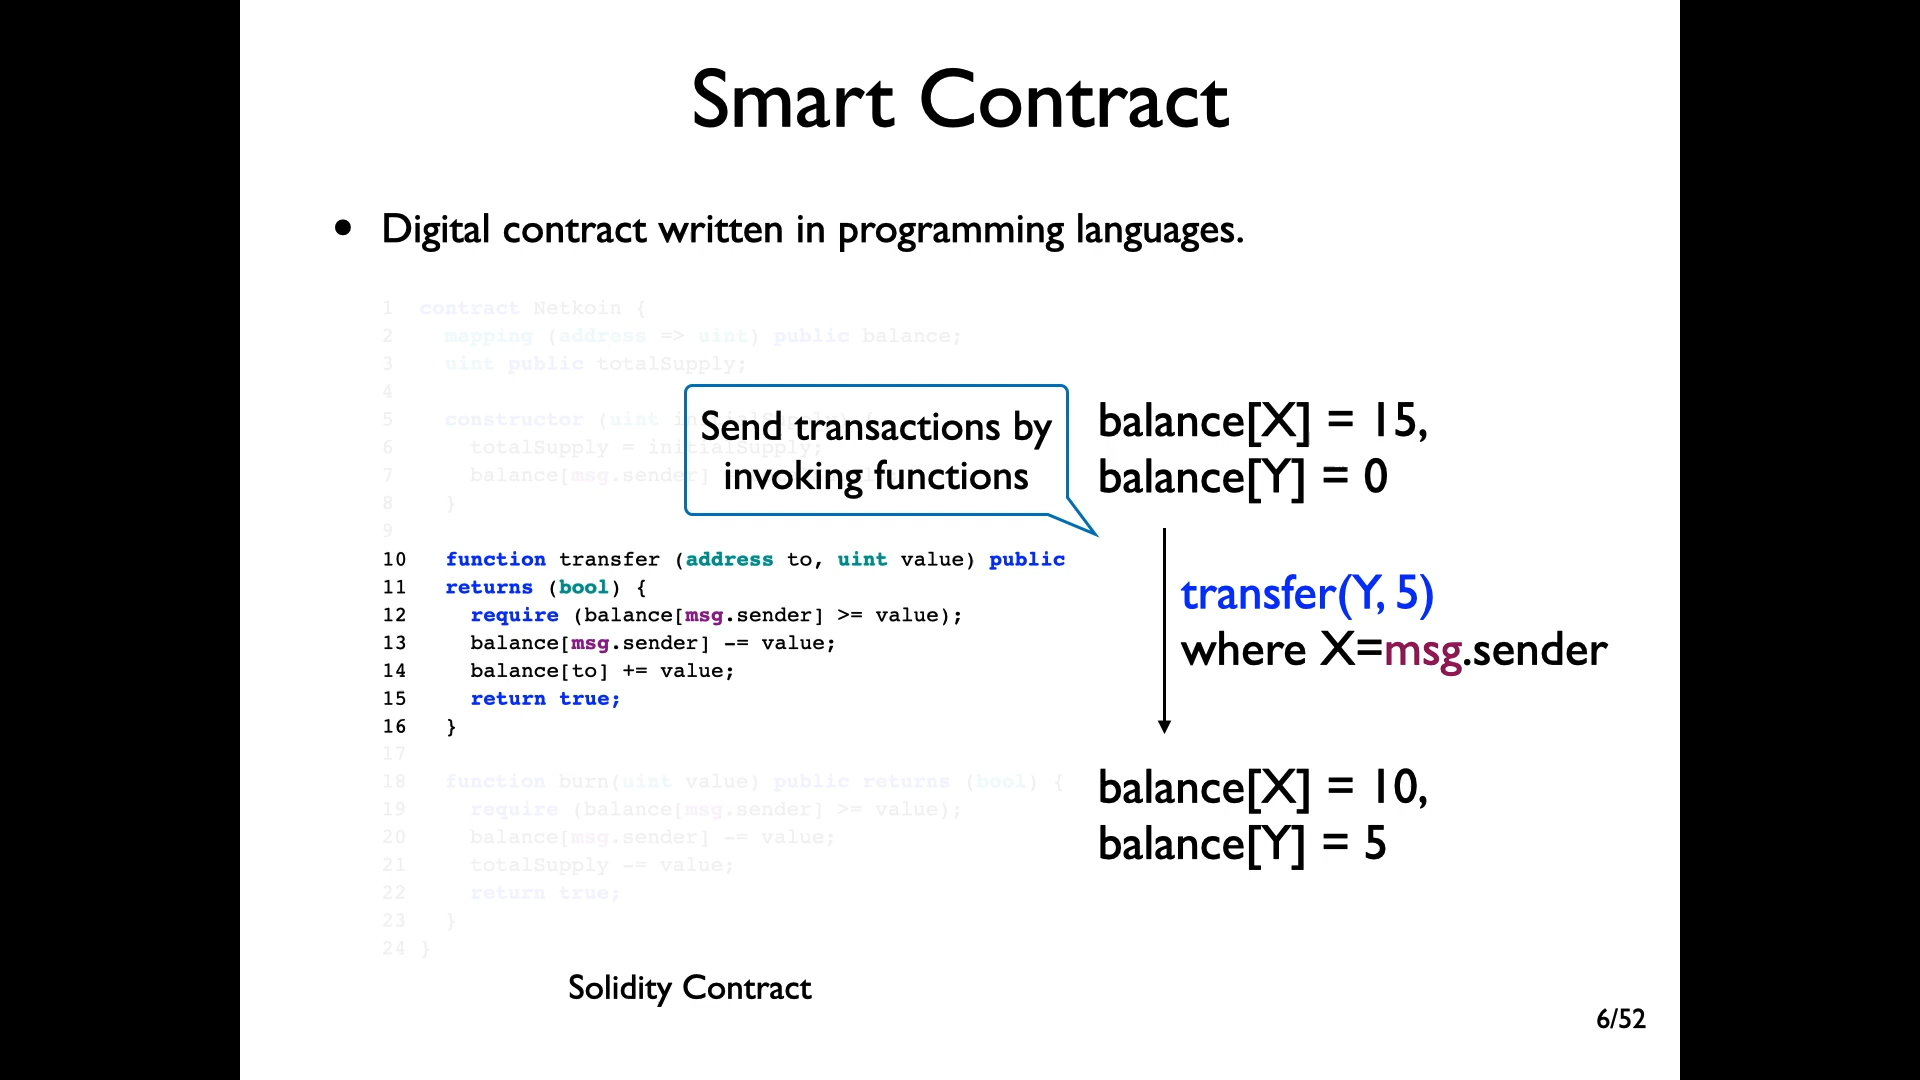 Smart Contract
• Digital contract written in programming languages.
1 contract Netkoin {
2 mapping (address => uint) public balance;
3 uint public totalSupply;
4
5 constructor (uint initialSupply) {
6 totalSupply = initialSupply;
7 balance[msg.sender]
8 }
9
10 function transfer (address to, uint value) public
11 returns (bool) {
12 require (balance[msg.sender] >= value);
13 balance[msg.sender] -= value;
14 balance[to] += value;
15 return true;
16 }
17
18 function burn(uint value) public returns (bool) {
19 require (balance[msg.sender] >= value);
20 balance[msg.sender] -= value;
21 totalSupply -= value;
22 return true;
23 }
24 }
Solidity Contract
Send transactions by
invoking functions
balance[X] = 15,
balance[Y] = 0
transfer(Y, 5)
where X=msg.sender
balance[X] = 10,
balance[Y] = 5
6/52